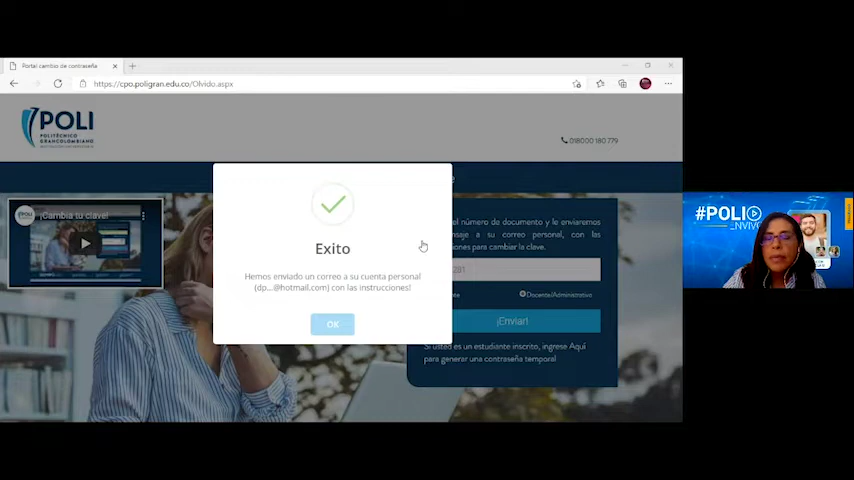 Portal cambio de contraseña
https://cpo.poligran.edu.co/Olvido.aspx
POLI
POLITÉCNICO
GRANCOLOMBIANO
018000 180 779
¡Cambia tu clave!
Exito
Hemos enviado un correo a su cuenta personal
(dp...@hotmail.com) con las instrucciones!
OK
el número de documento y le enviaremos
saje a su correo personal, con las
iones para cambiar la clave.
281
Docente/Administrativo
¡Enviar!
Si usted es un estudiante inscrito, ingrese Aquí
para generar una contraseña temporal
#POLI
ENVIVO